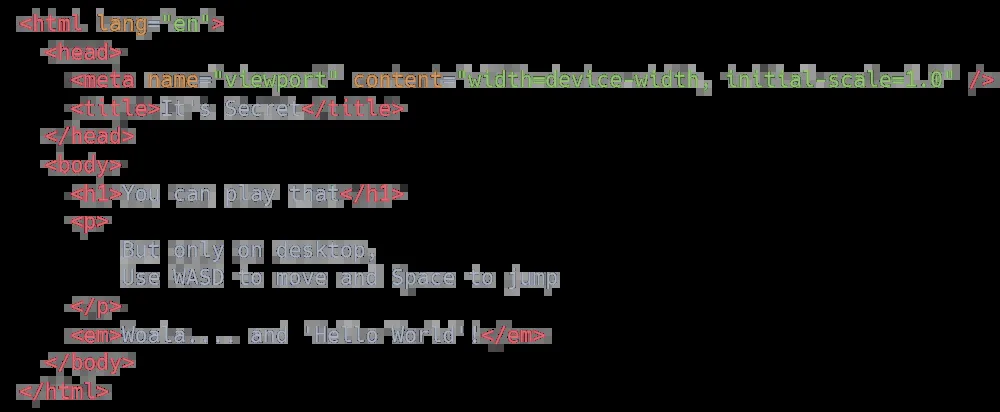 <html lang="en">
<head>
<meta name="viewport" content="width=device-width, initial-scale=1.0" />
<title>It's Secret</title>
</head>
<body>
<h1>You can play that</h1>
<p>
But only on desktop,
Use WASD to move and Space to jump
</p>
<em>Woala... and 'Hello World'!</em>
</body>
</html>